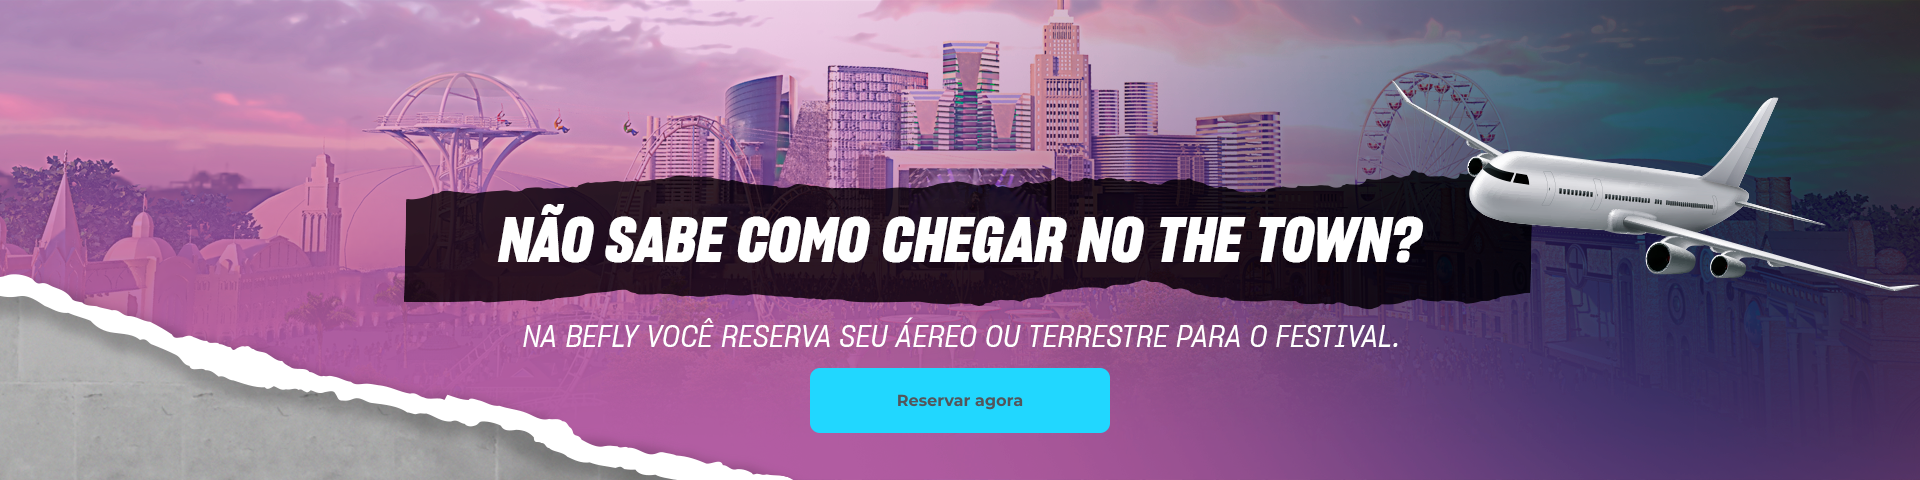 NÃO SABE COMO CHEGAR NO THE TOWN?
NA BEFLY VOCÊ RESERVA SEU ÁEREO OU TERRESTRE PARA O FESTIVAL.
Reservar agora